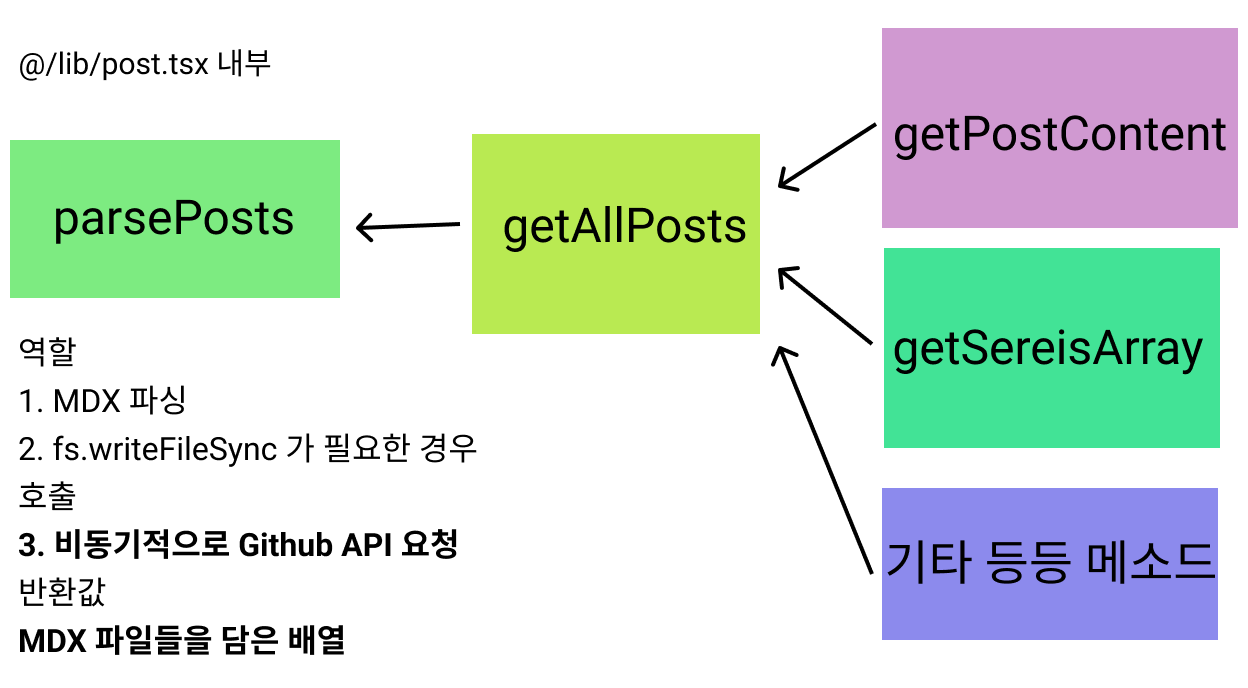 @/lib/post.tsx 내부
parsePosts
getAllPosts
getPostContent
getSereisArray
기타 등등 메소드
역할
1. MDX 파싱
2. fs.writeFileSync 가 필요한 경우
호출
3. 비동기적으로 Github API 요청
반환값
MDX 파일들을 담은 배열